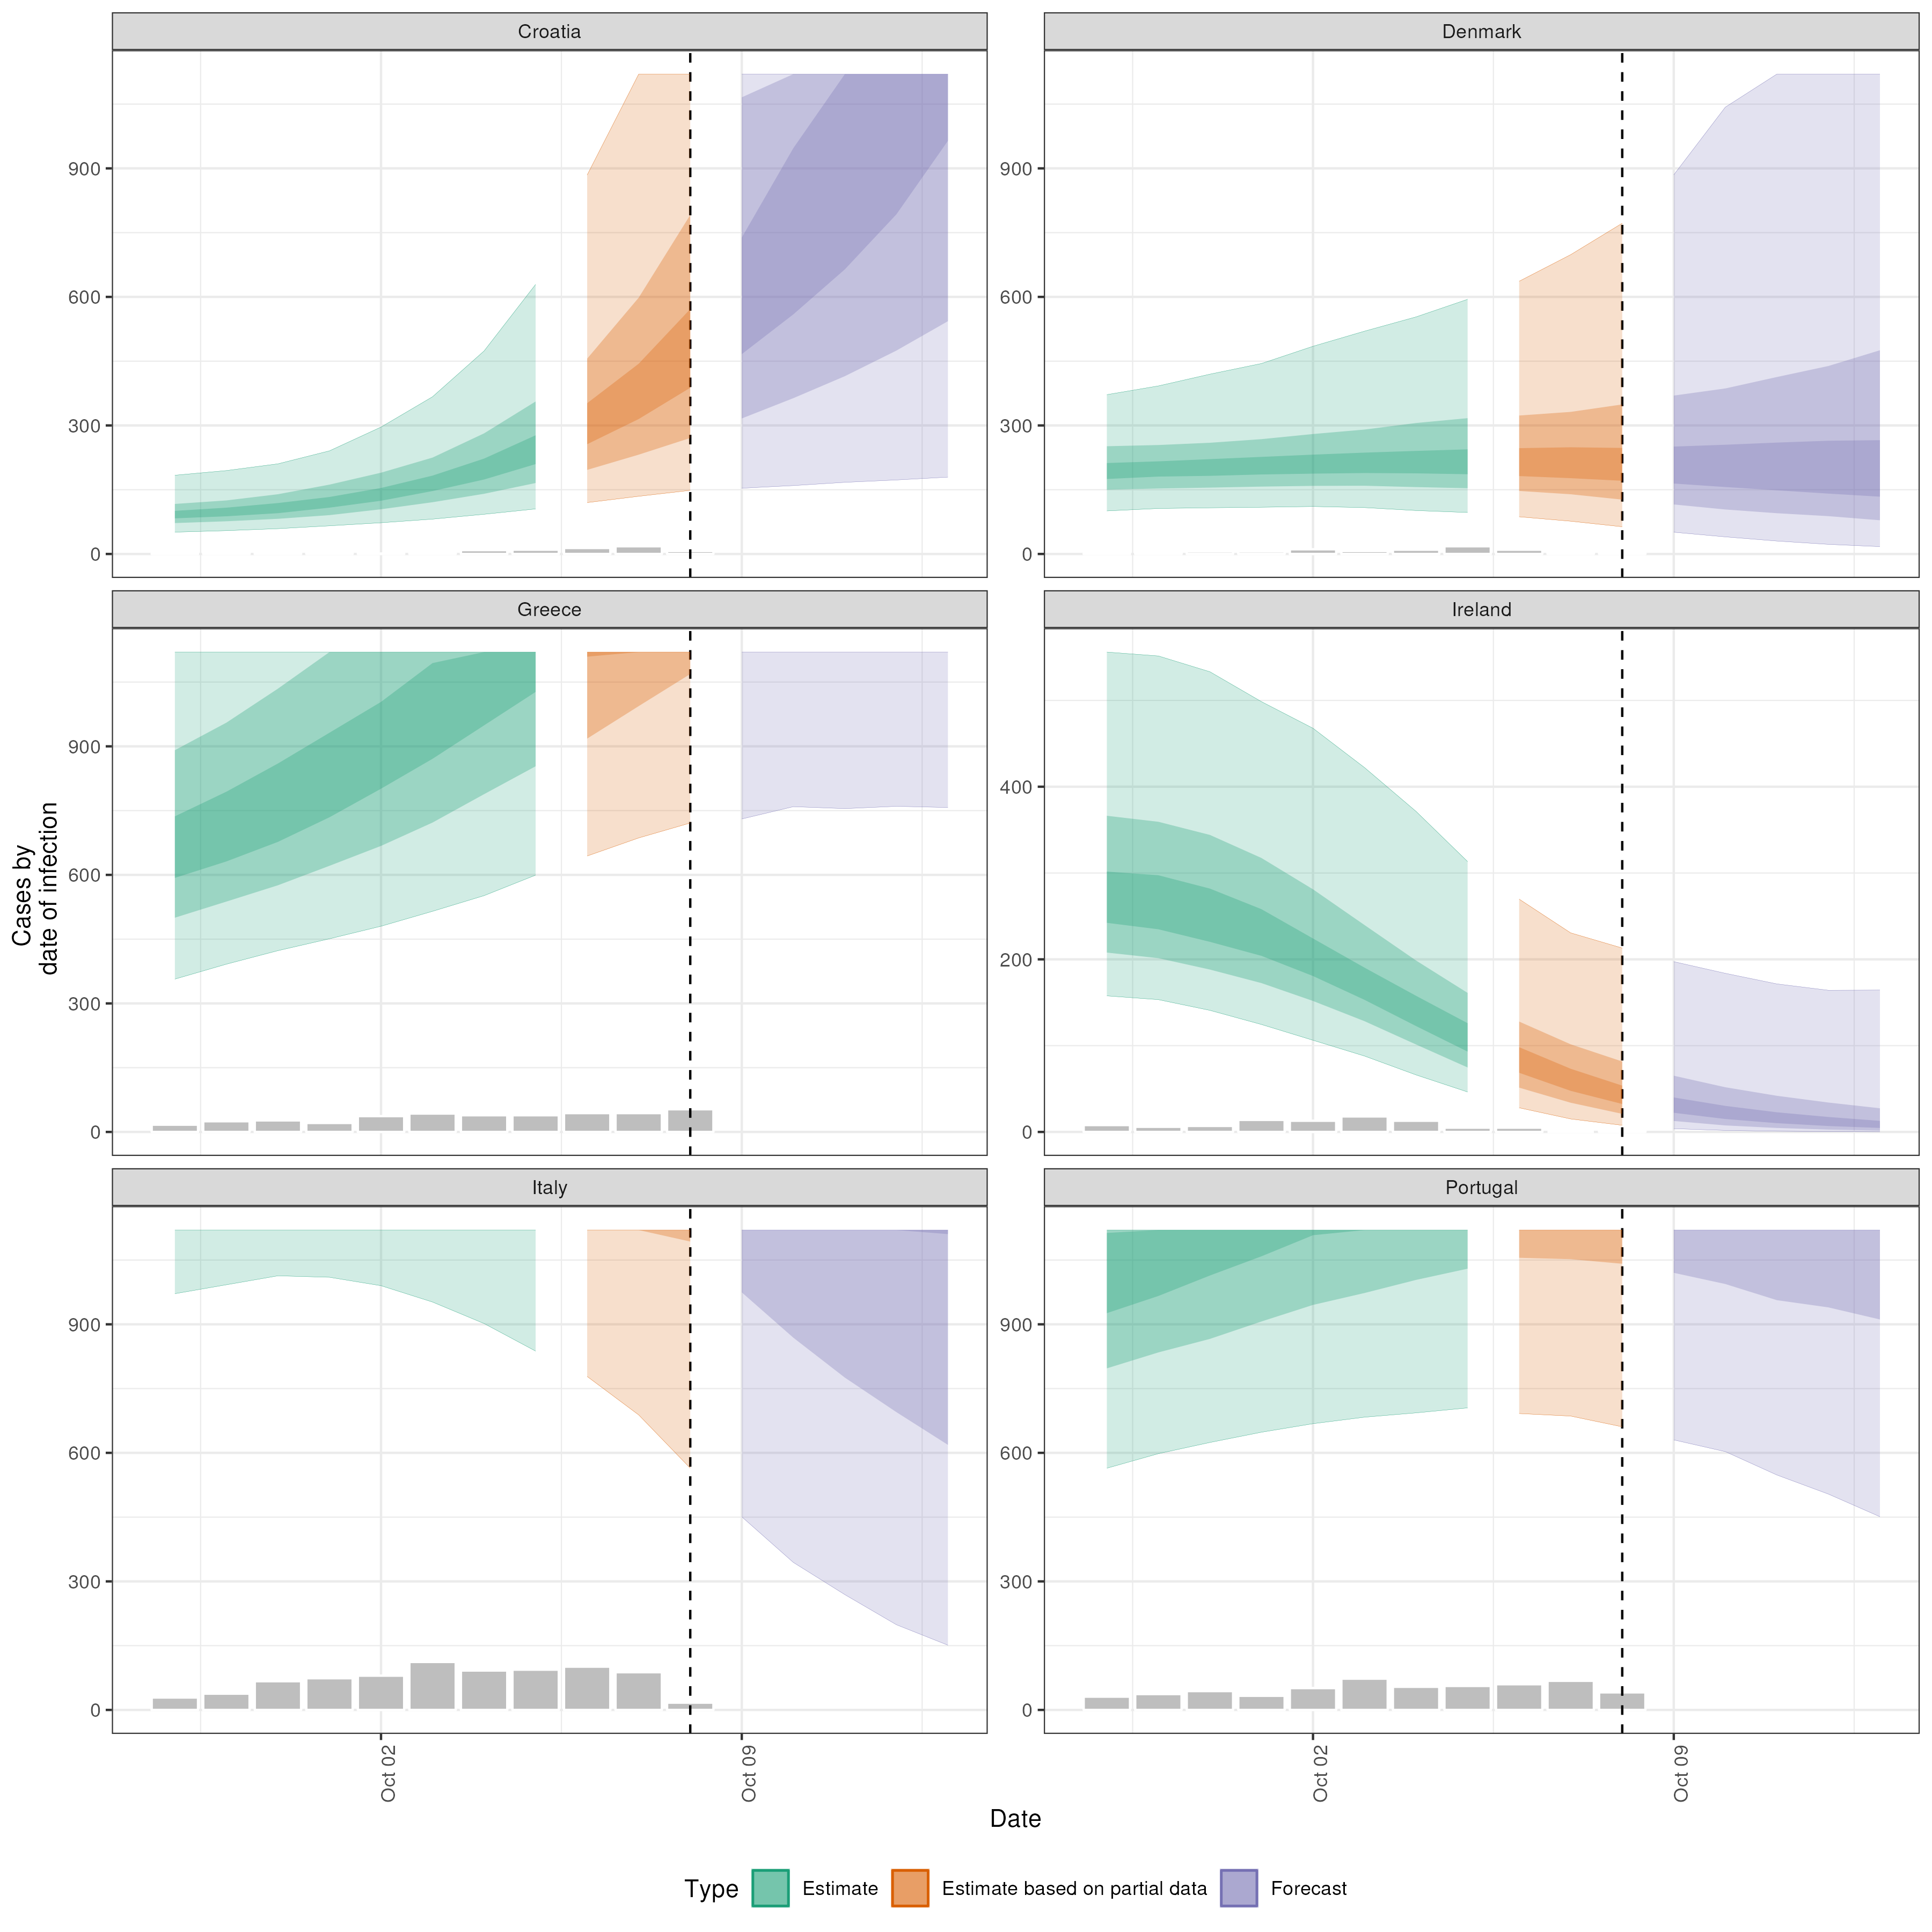 Croatia
Denmark
900
600
300
0
900
600
300
0
Greece
Ireland
900
600
300
0
400
200
0
Italy
Portugal
900
600
300
0
900
600
300
0
Cases by
date of infection
Oct 02
Oct 09
Oct 02
Oct 09
Date
Type Estimate Estimate based on partial data Forecast